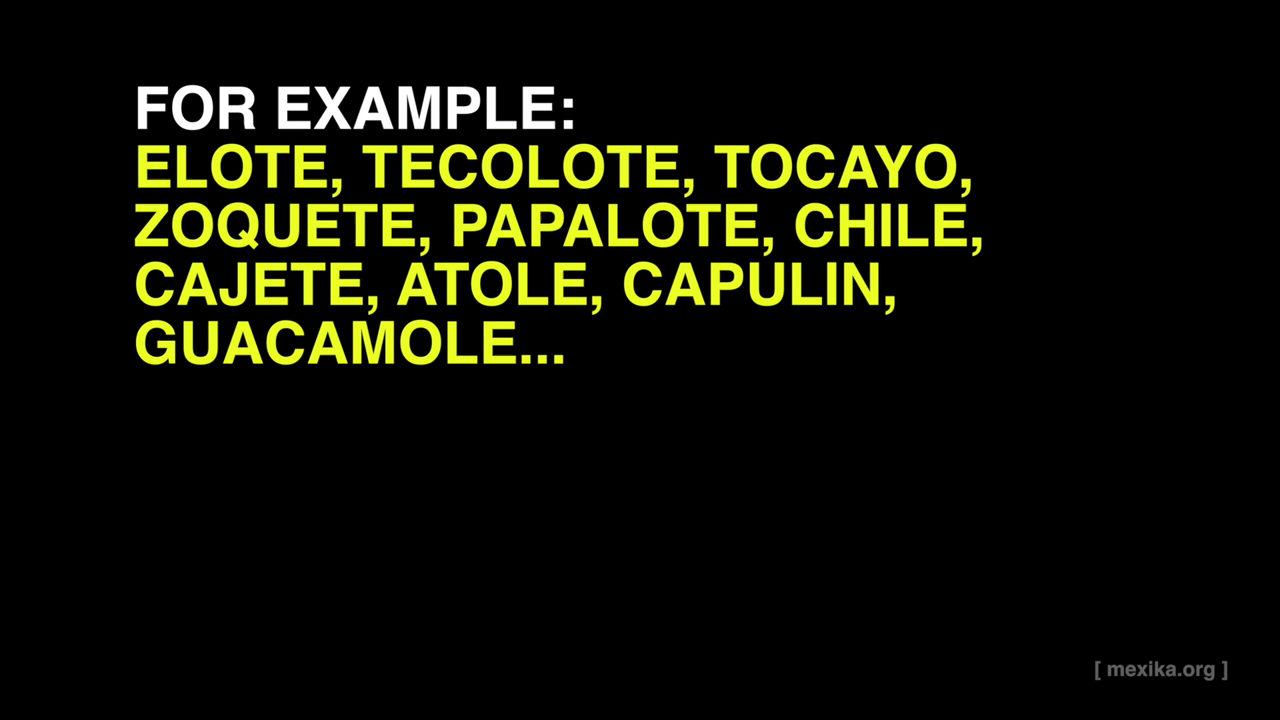 FOR EXAMPLE:
ELOTE, TECOLOTE, TOCAYO,
ZOQUETE, PAPALOTE, CHILE,
CAJETE, ATOLE, CAPULIN,
GUACAMOLE...
[ mexika.org ]